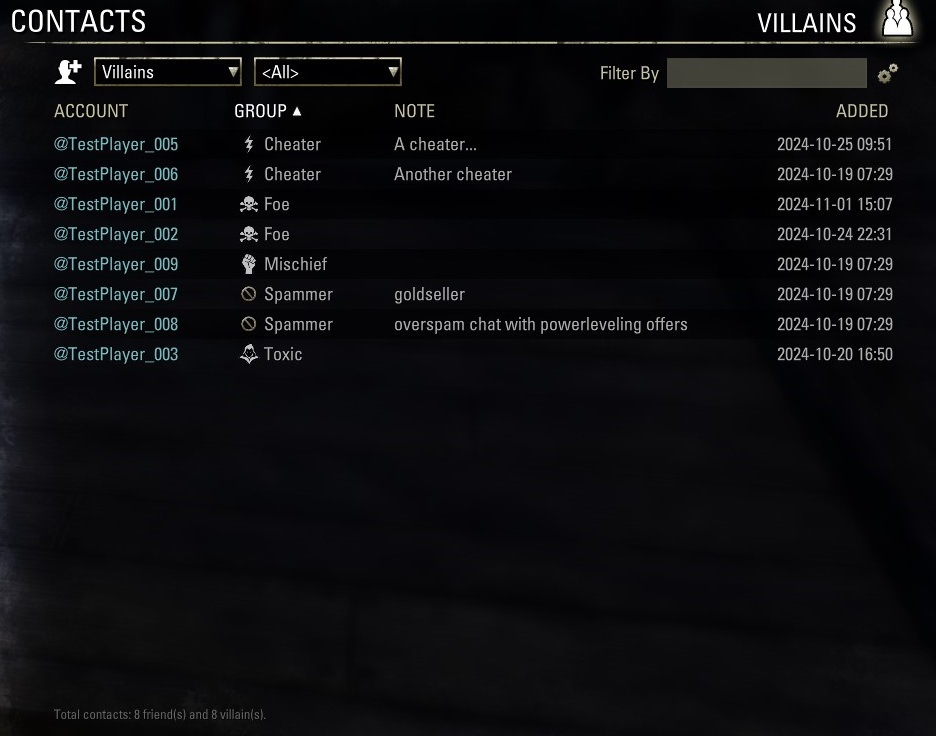 CONTACTS VILLAINS
Villains <All> Filter By
ACCOUNT GROUP NOTE ADDED
@TestPlayer_005 Cheater A cheater... 2024-10-25 09:51
@TestPlayer_006 Cheater Another cheater 2024-10-19 07:29
@TestPlayer_001 Foe 2024-11-01 15:07
@TestPlayer_002 Foe 2024-10-24 22:31
@TestPlayer_009 Mischief 2024-10-19 07:29
@TestPlayer_007 Spammer goldseller 2024-10-19 07:29
@TestPlayer_008 Spammer overspam chat with powerleveling offers 2024-10-19 07:29
@TestPlayer_003 Toxic 2024-10-20 16:50
Total contacts: 8 friend(s) and 8 villain(s).